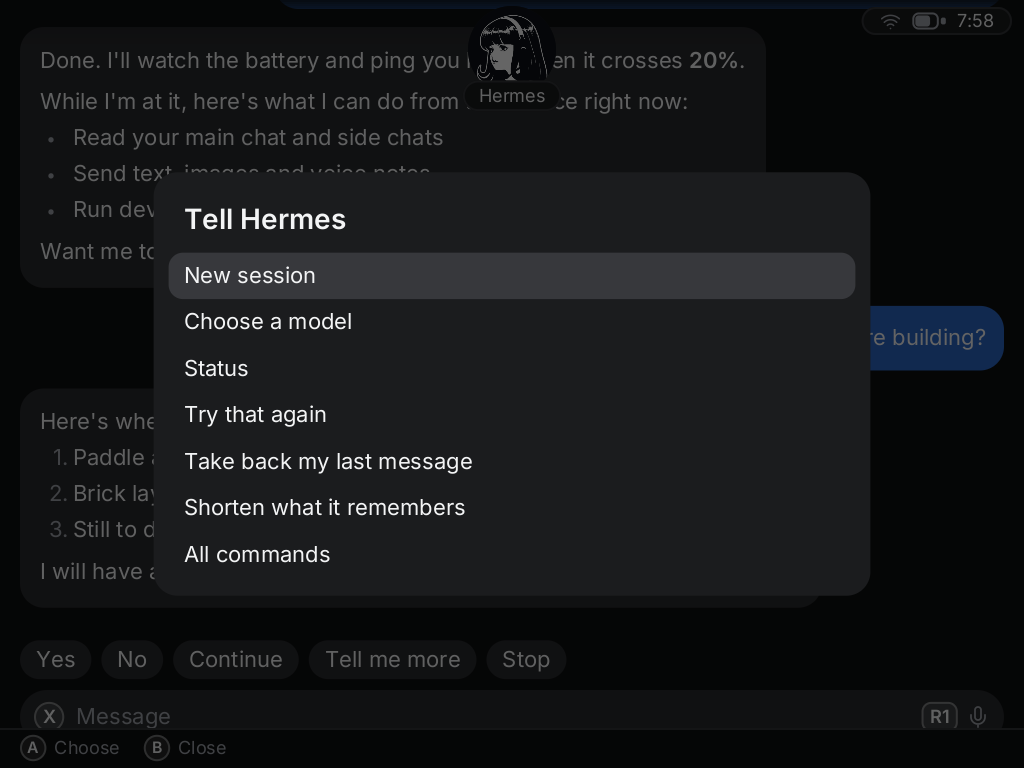 7:58
Done. I'll watch the battery and ping you en it crosses 20%.
Hermes
While I'm at it, here's what I can do from ce right now:
• Read your main chat and side chats
• Send text, images and voice notes
• Run dev
Want me to
Tell Hermes
New session
Choose a model
Status
Try that again
Take back my last message
Shorten what it remembers
All commands
re building?
Here's whe
1. Paddle
2. Brick lay
3. Still to d
I will have a
Yes No Continue Tell me more Stop
X Message R1
A Choose B Close